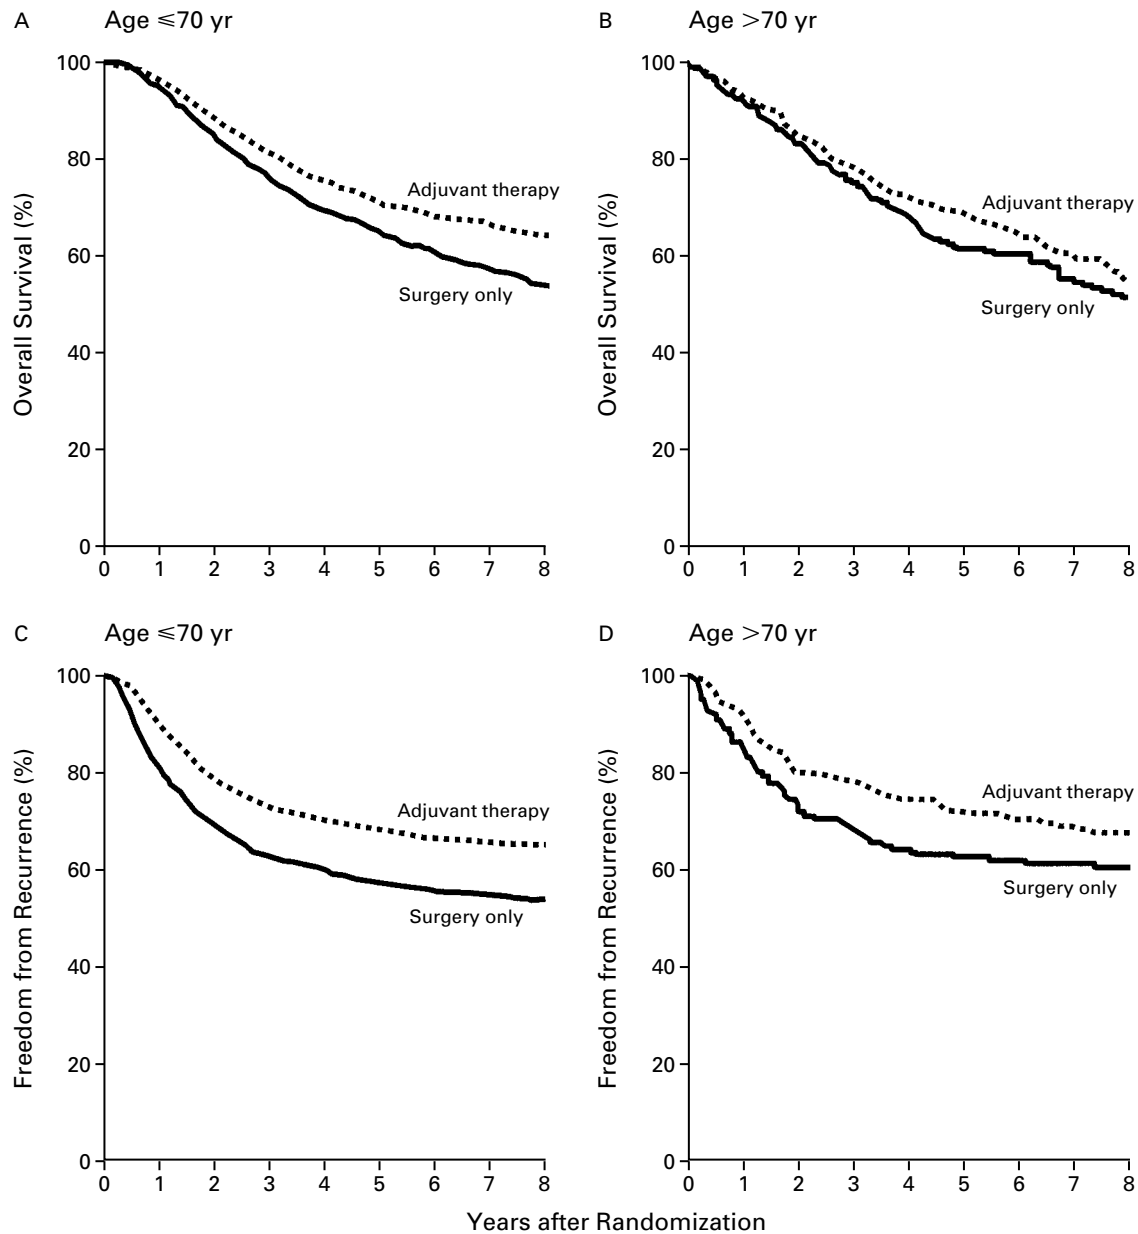 A Age ≤70 yr
100
80
60
40
20
0
Overall Survival (%)
Adjuvant therapy
Surgery only
0 1 2 3 4 5 6 7 8
B Age >70 yr
100
80
60
40
20
0
Overall Survival (%)
Adjuvant therapy
Surgery only
0 1 2 3 4 5 6 7 8
C Age ≤70 yr
100
80
60
40
20
0
Freedom from Recurrence (%)
Adjuvant therapy
Surgery only
0 1 2 3 4 5 6 7 8
D Age >70 yr
100
80
60
40
20
0
Freedom from Recurrence (%)
Adjuvant therapy
Surgery only
0 1 2 3 4 5 6 7 8
Years after Randomization